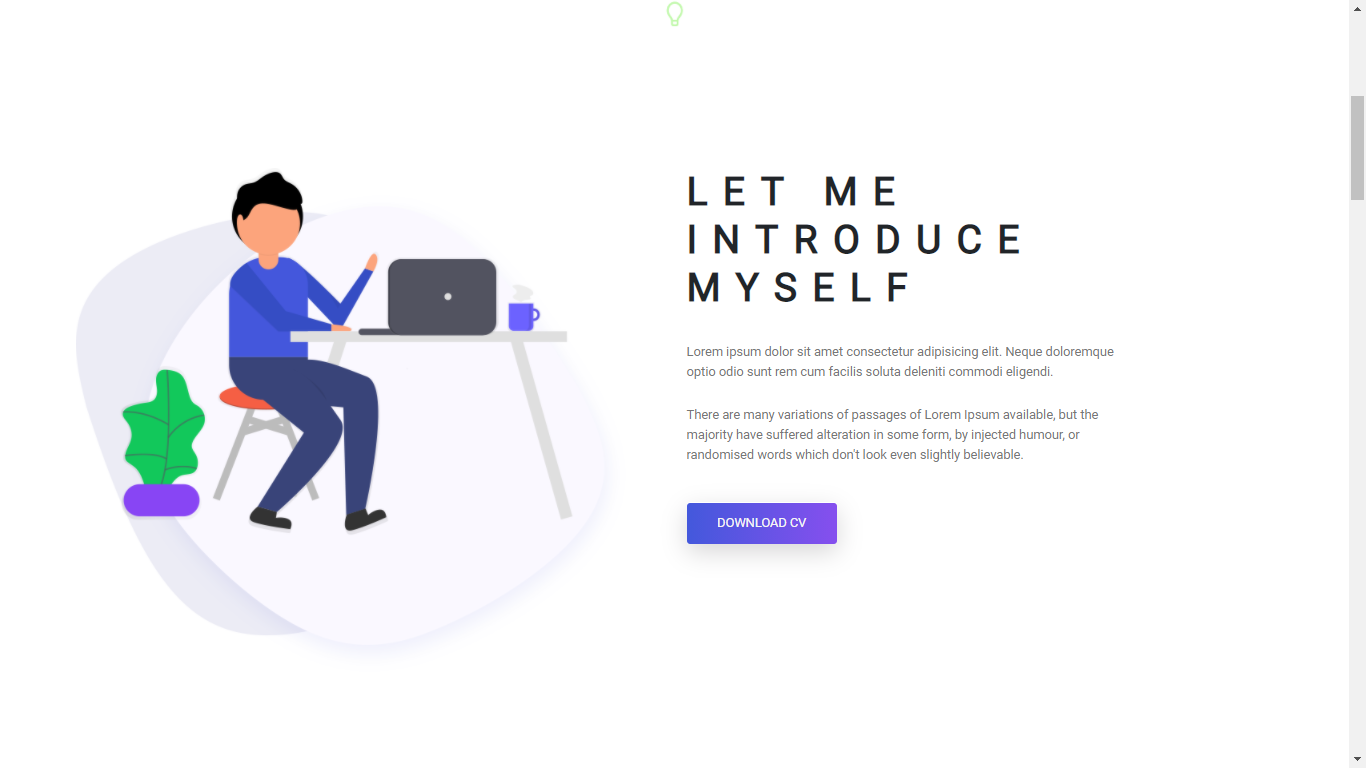 LET ME
INTRODUCE
MYSELF
Lorem ipsum dolor sit amet consectetur adipisicing elit. Neque doloremque
optio odio sunt rem cum facilis soluta deleniti commodi eligendi.
There are many variations of passages of Lorem Ipsum available, but the
majority have suffered alteration in some form, by injected humour, or
randomised words which don't look even slightly believable.
DOWNLOAD CV